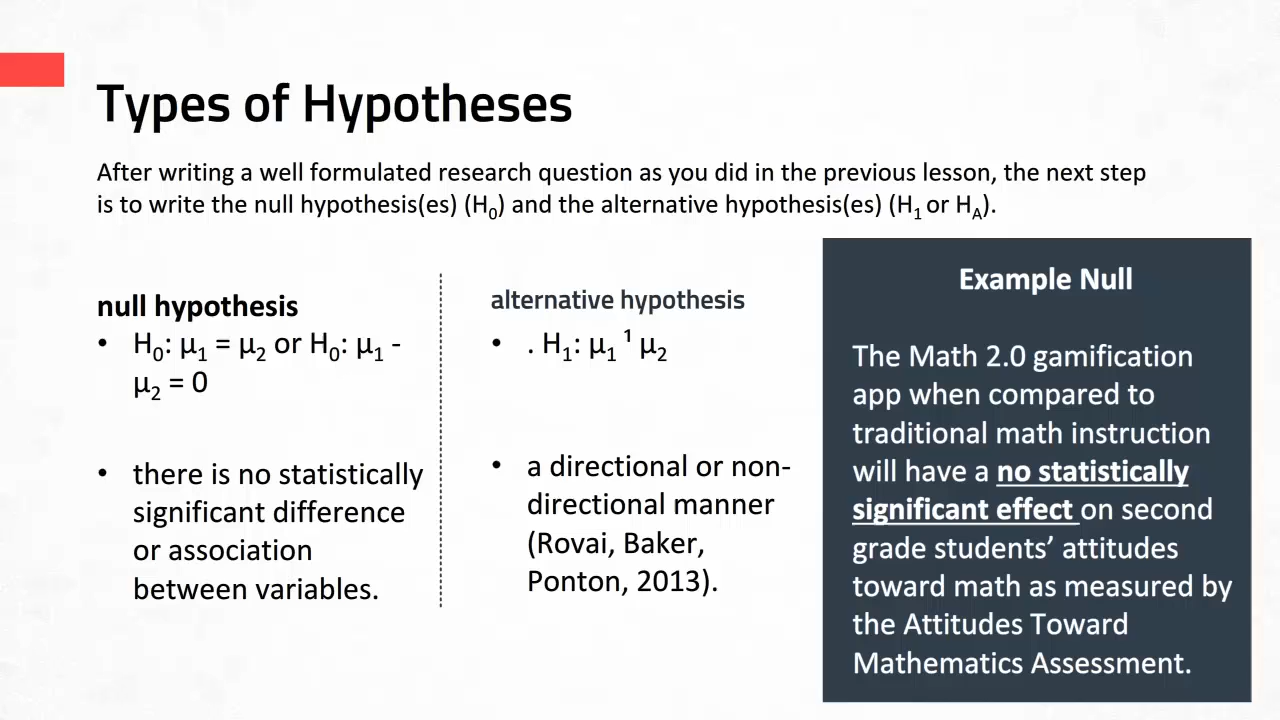 Types of Hypotheses
After writing a well formulated research question as you did in the previous lesson, the next step
is to write the null hypothesis(es) (H₀) and the alternative hypothesis(es) (H₁ or H_A).
null hypothesis
• H₀: μ₁ = μ₂ or H₀: μ₁ -
μ₂ = 0
• there is no statistically
significant difference
or association
between variables.
alternative hypothesis
• . H₁: μ₁ ¹ μ₂
• a directional or non-
directional manner
(Rovai, Baker,
Ponton, 2013).
Example Null
The Math 2.0 gamification
app when compared to
traditional math instruction
will have a no statistically
significant effect on second
grade students’ attitudes
toward math as measured by
the Attitudes Toward
Mathematics Assessment.